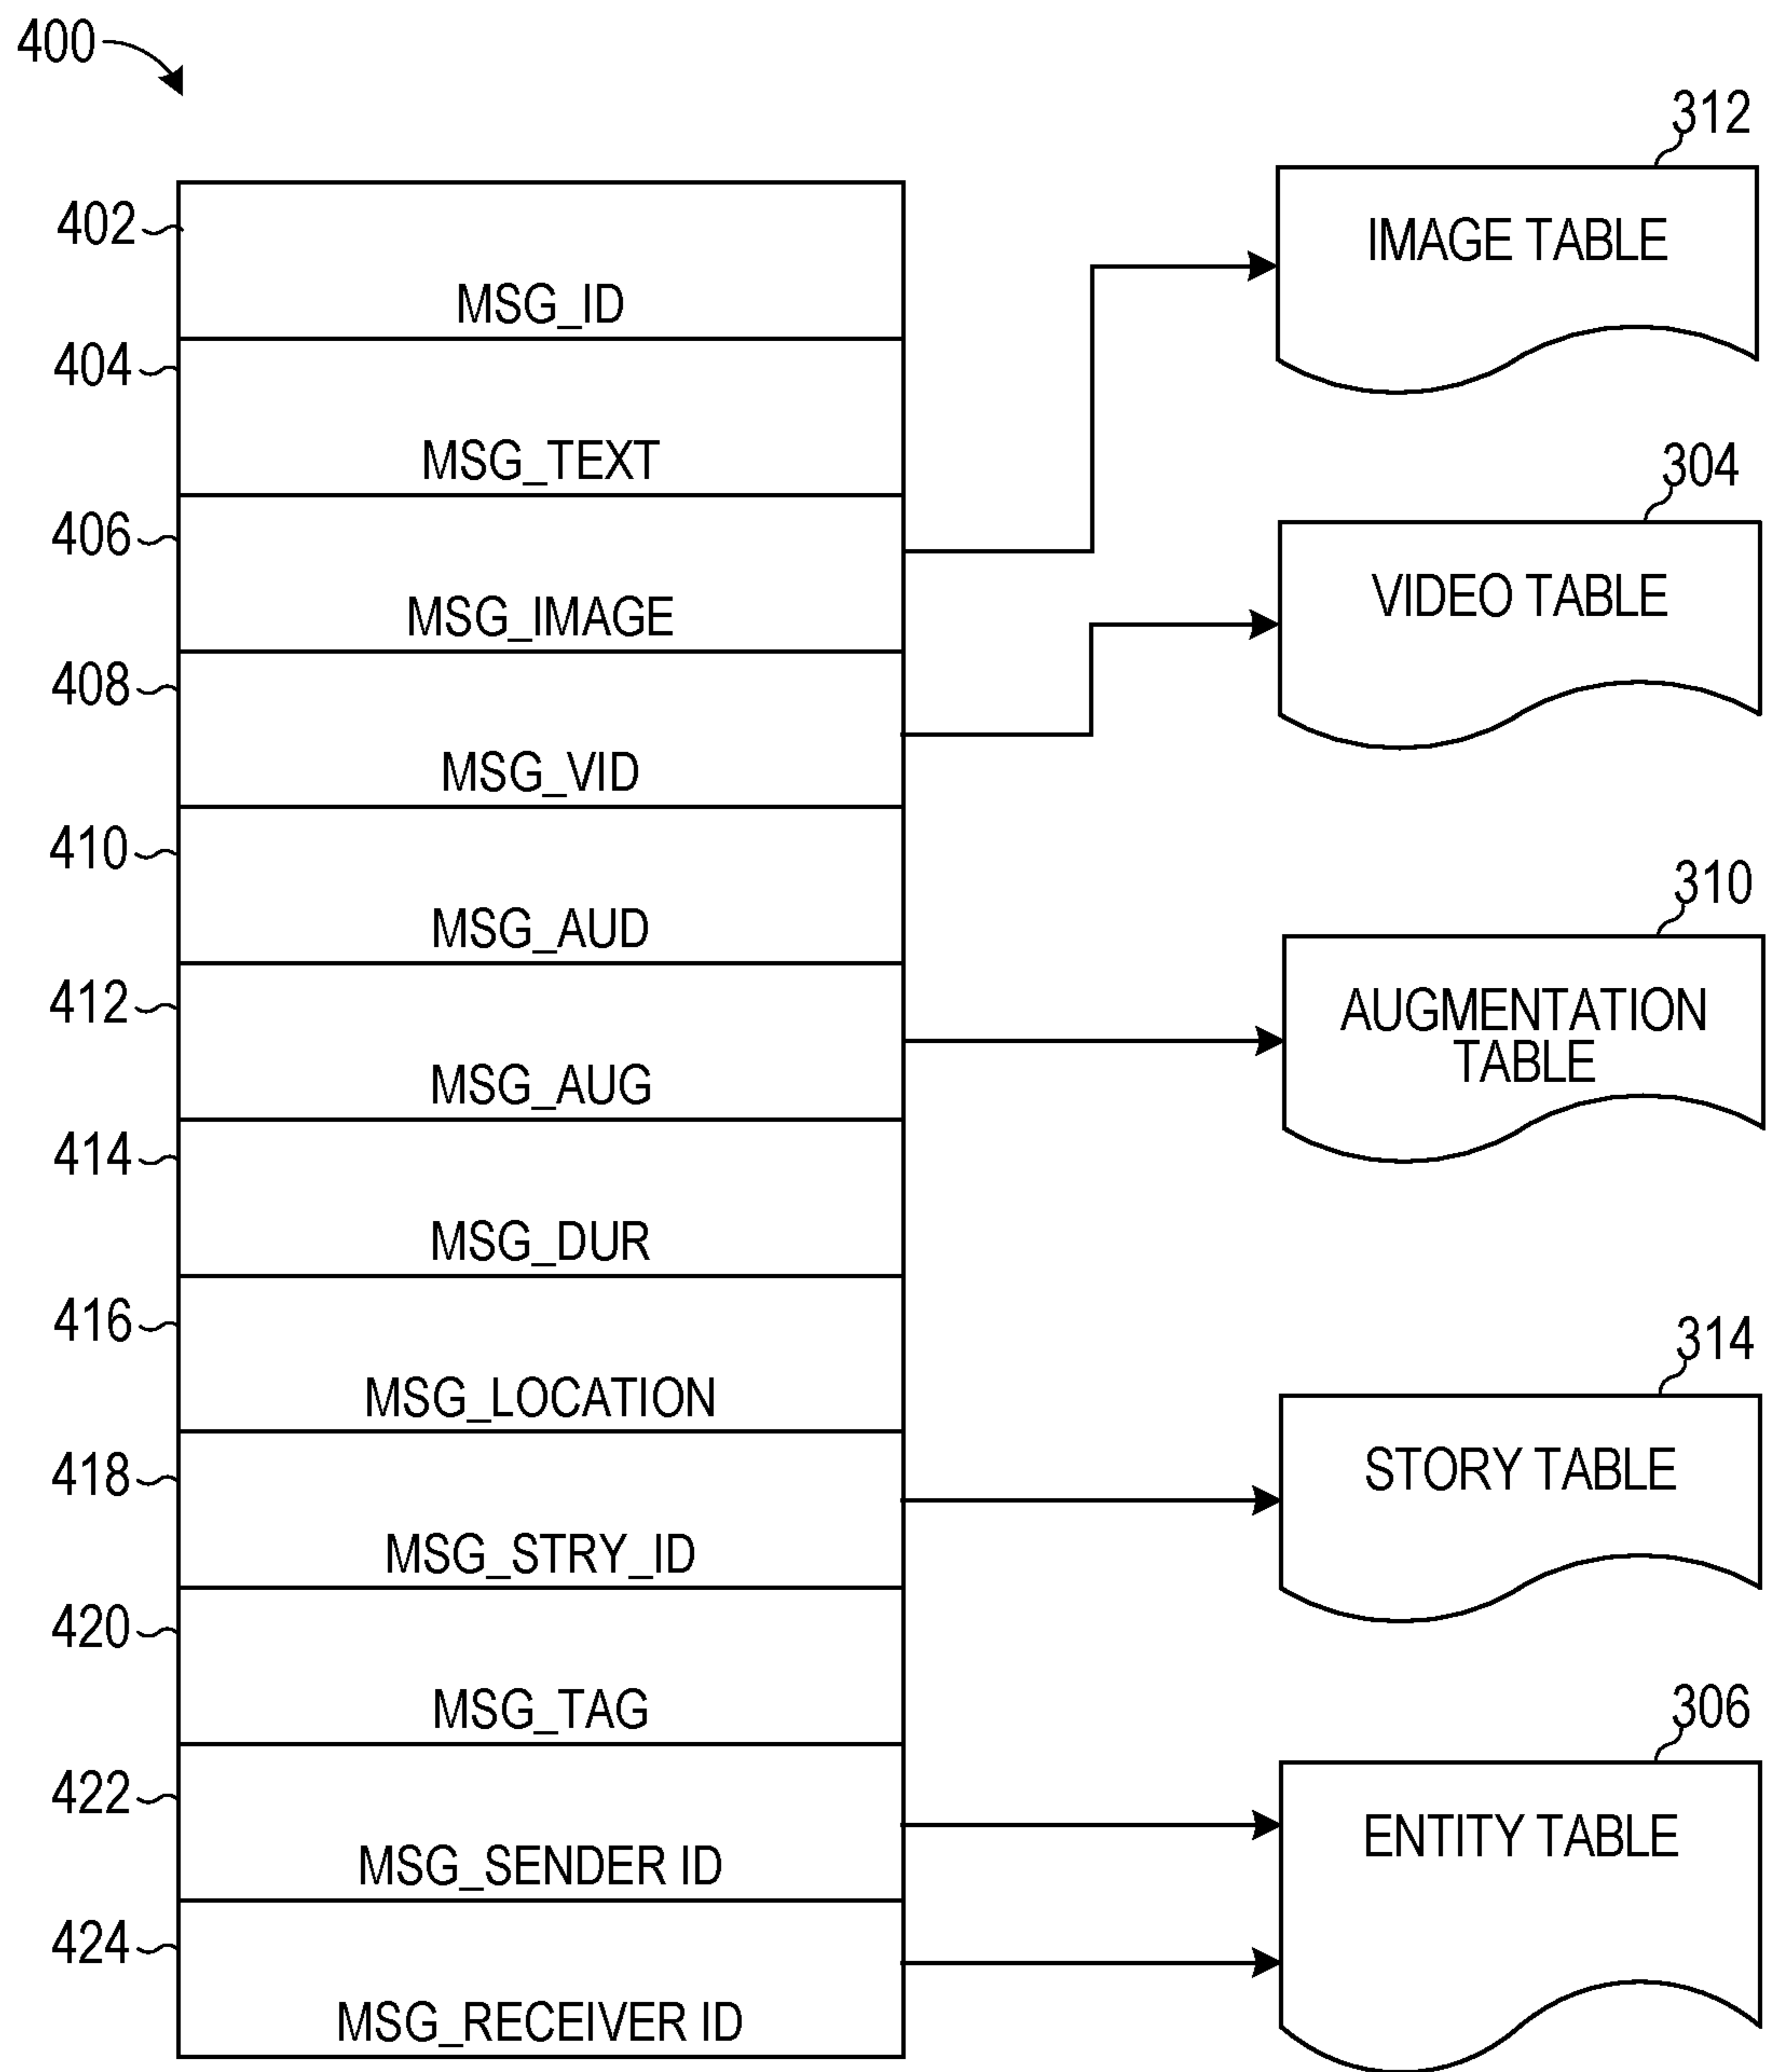 400
402
MSG_ID
404
MSG_TEXT
406
MSG_IMAGE
408
MSG_VID
410
MSG_AUD
412
MSG_AUG
414
MSG_DUR
416
MSG_LOCATION
418
MSG_STRY_ID
420
MSG_TAG
422
MSG_SENDER ID
424
MSG_RECEIVER ID
312
IMAGE TABLE
304
VIDEO TABLE
310
AUGMENTATION
TABLE
314
STORY TABLE
306
ENTITY TABLE